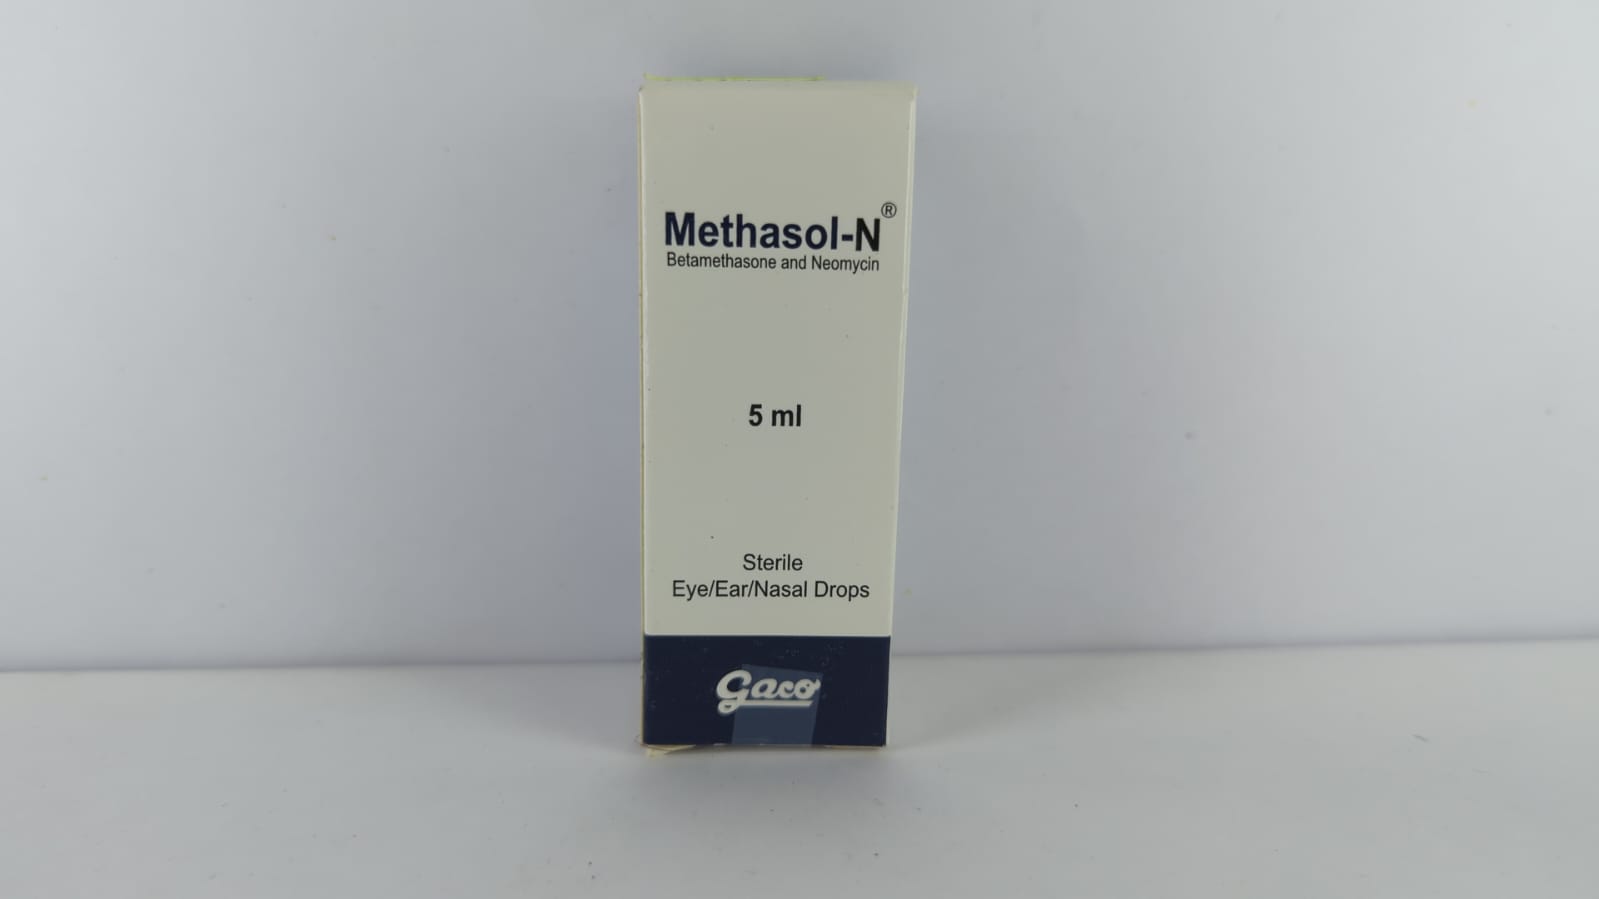 Methasol-N®
Betamethasone and Neomycin
5 ml
Sterile
Eye/Ear/Nasal Drops
gaco